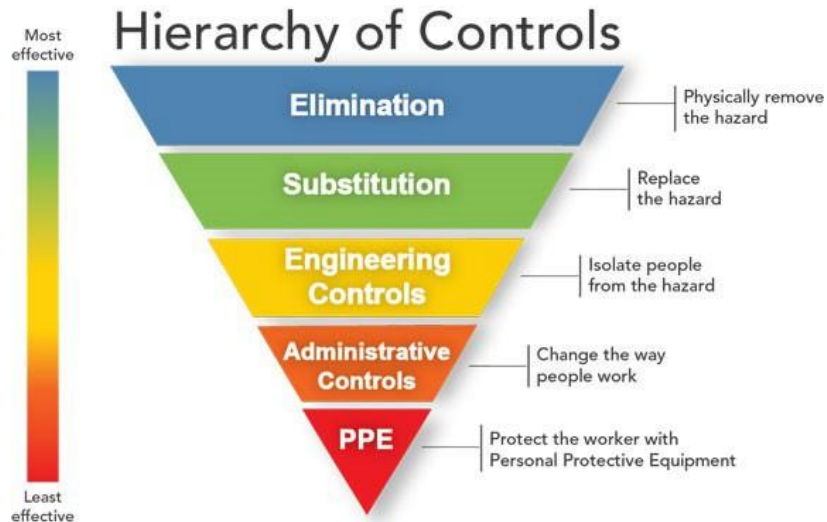 Hierarchy of Controls
Most
effective
Elimination
Physically remove
the hazard
Substitution
Replace
the hazard
Engineering
Controls
Isolate people
from the hazard
Administrative
Controls
Change the way
people work
PPE
Protect the worker with
Personal Protective Equipment
Least
effective